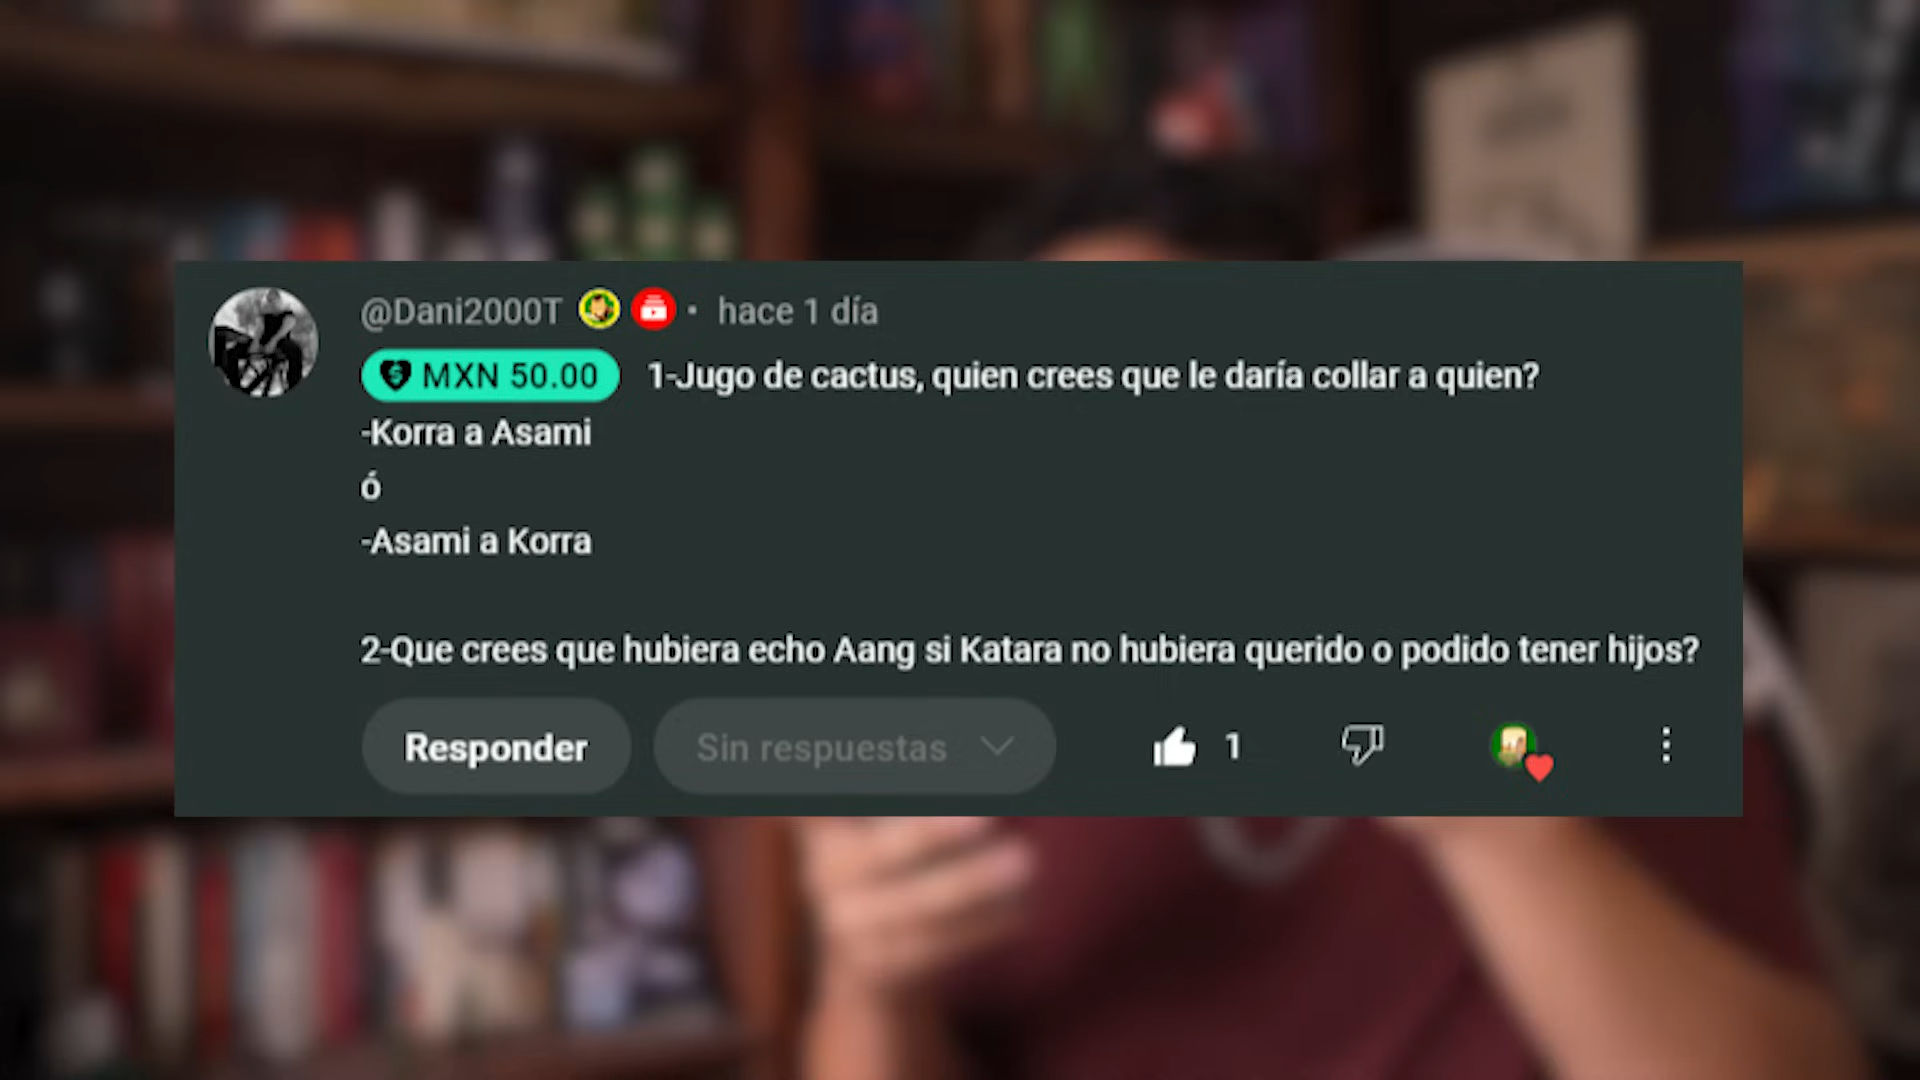 @Dani2000T • hace 1 día
MXN 50.00 1-Jugo de cactus, quien crees que le daría collar a quien?
-Korra a Asami
ó
-Asami a Korra
2-Que crees que hubiera echo Aang si Katara no hubiera querido o podido tener hijos?
Responder Sin respuestas 1